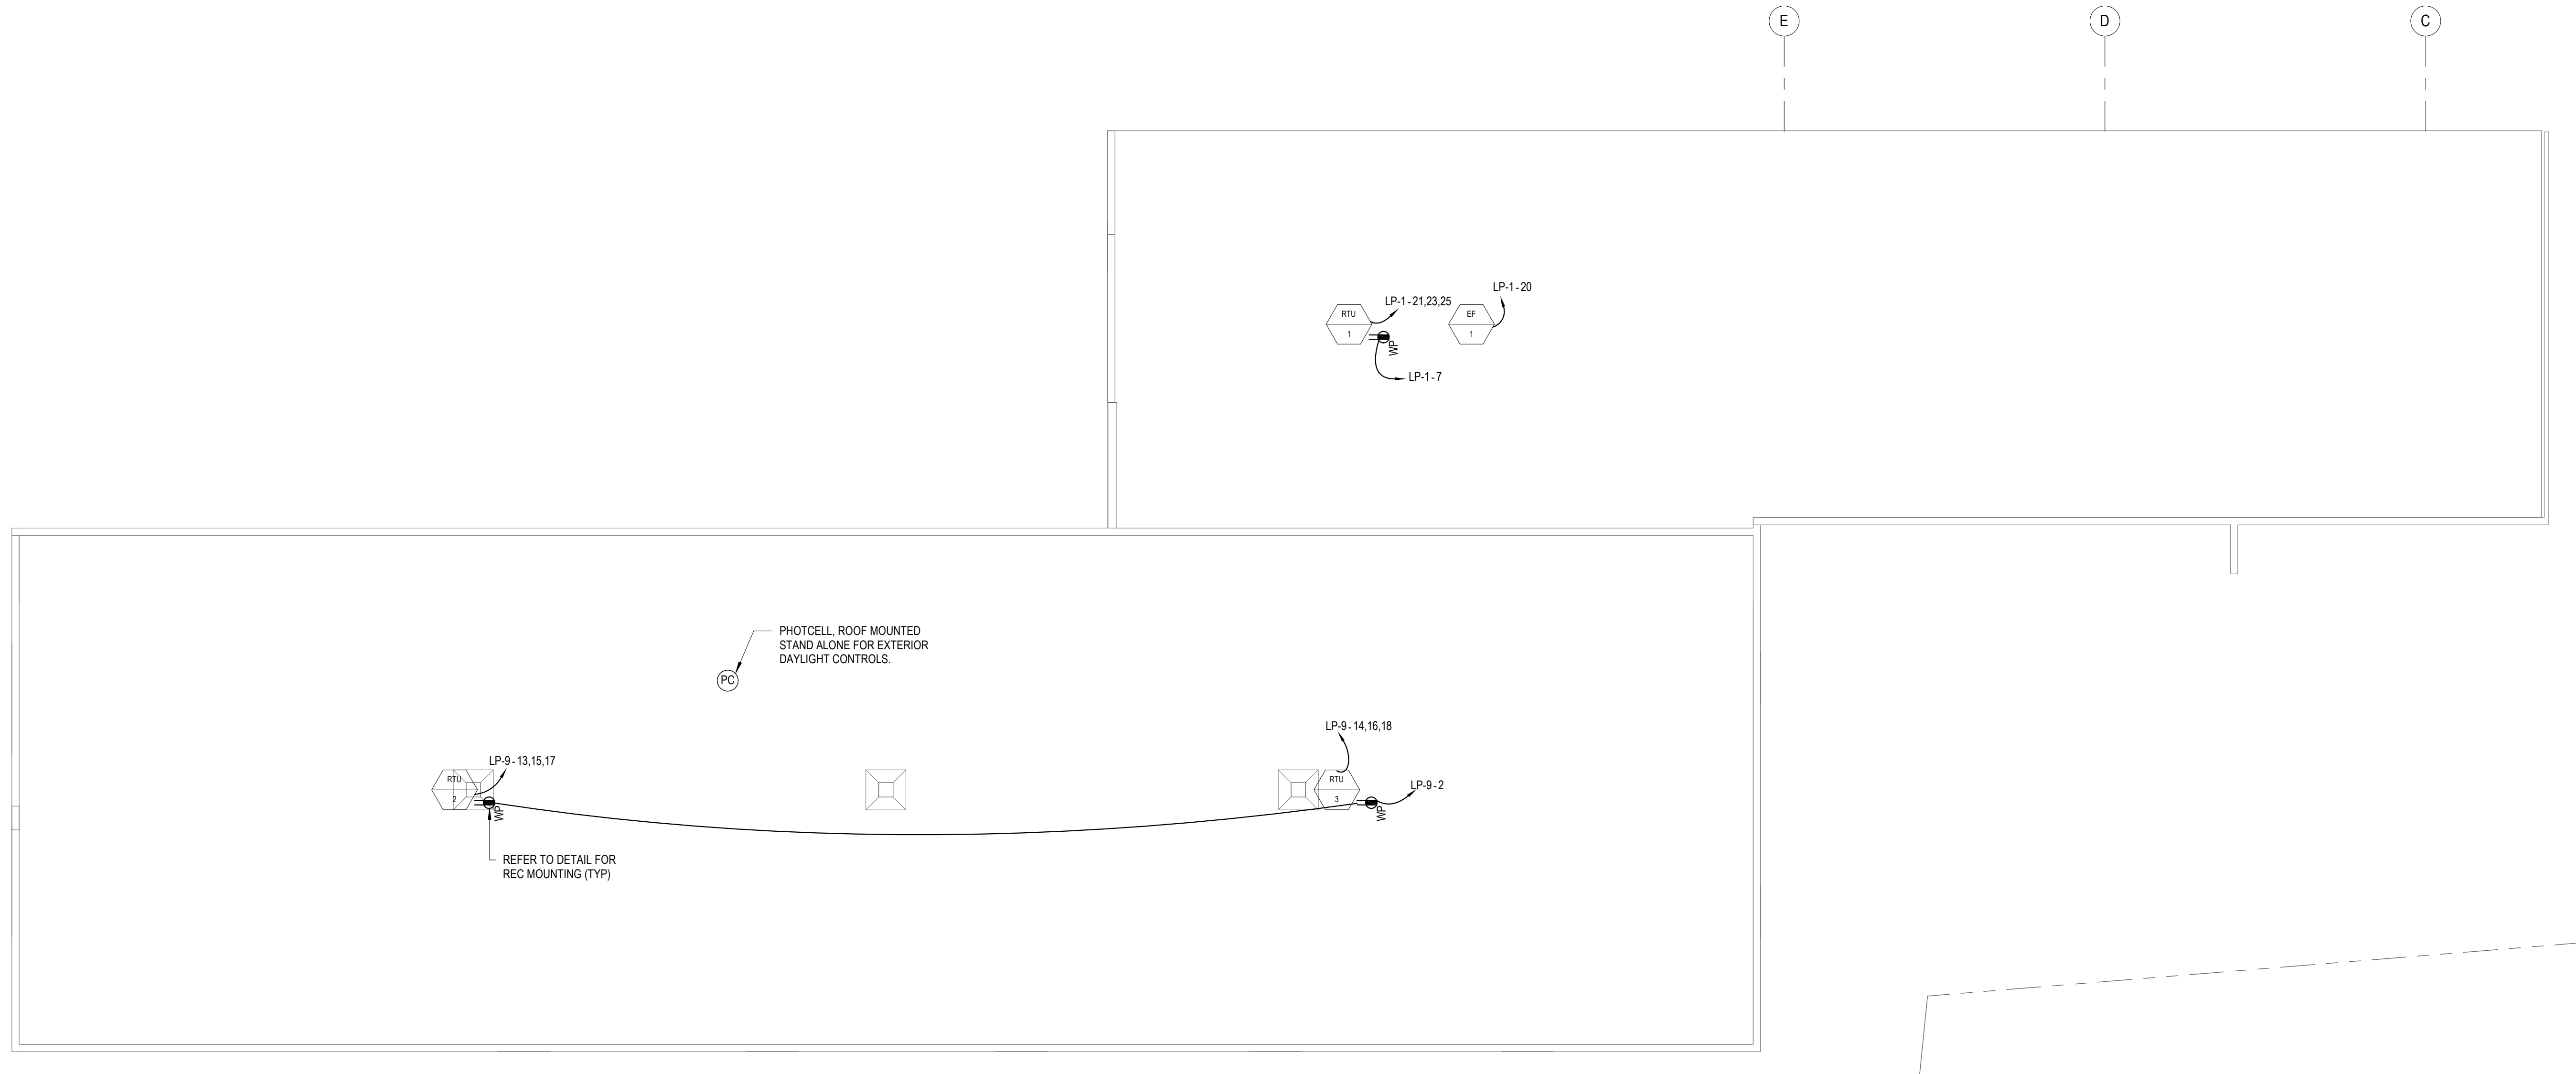 E
D
C
LP-1 - 20
LP-1 - 21,23,25
RTU
1
EF
1
WP
LP-1 - 7
PHOTCELL, ROOF MOUNTED
STAND ALONE FOR EXTERIOR
DAYLIGHT CONTROLS.
PC
LP-9 - 14,16,18
LP-9 - 13,15,17
RTU
2
WP
RTU
3
LP-9 - 2
WP
REFER TO DETAIL FOR
REC MOUNTING (TYP)